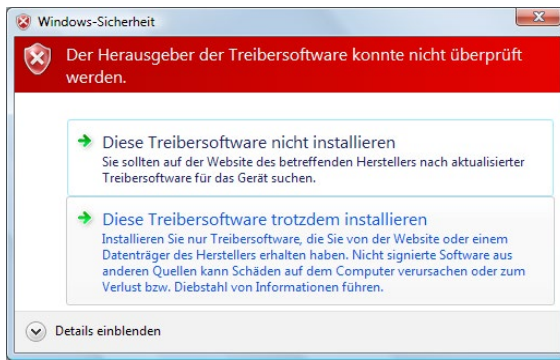 Windows-Sicherheit
Der Herausgeber der Treibersoftware konnte nicht überprüft
werden.
Diese Treibersoftware nicht installieren
Sie sollten auf der Website des betreffenden Herstellers nach aktualisierter
Treibersoftware für das Gerät suchen.
Diese Treibersoftware trotzdem installieren
Installieren Sie nur Treibersoftware, die Sie von der Website oder einem
Datenträger des Herstellers erhalten haben. Nicht signierte Software aus
anderen Quellen kann Schäden auf dem Computer verursachen oder zum
Verlust bzw. Diebstahl von Informationen führen.
Details einblenden